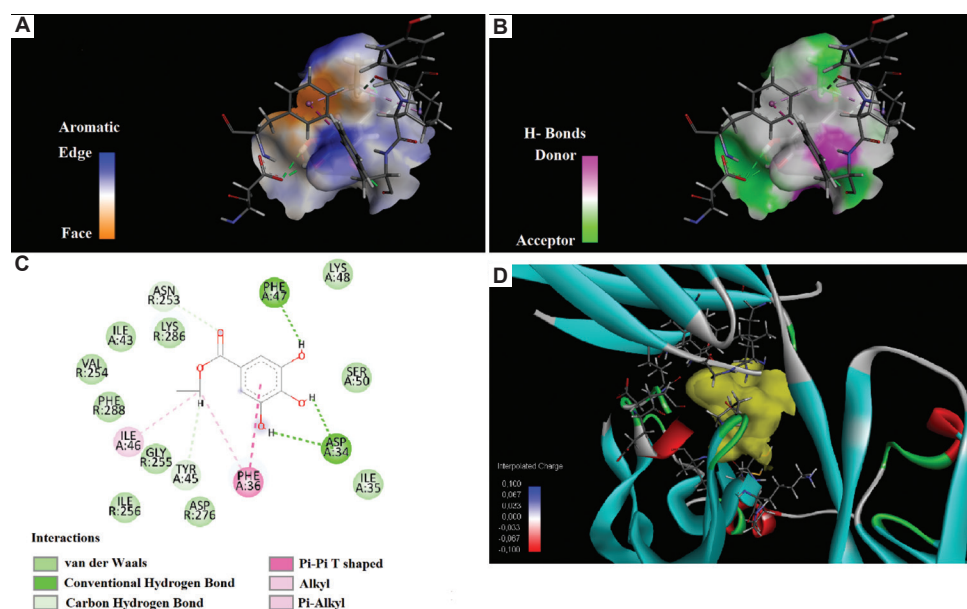 A
Aromatic
Edge
Face
B
H- Bonds
Donor
Acceptor
C
LYS
A:48
PHE
A:47
ASN
R:253
LYS
R:286
ILE
A:43
VAL
R:254
PHE
R:288
SER
A:50
ILE
A:46
GLY
R:255
TYR
A:45
PHE
A:36
ASP
A:34
ILE
A:35
ILE
R:256
ASP
R:276
O
O
H
O
H
O
H
O
H
Interactions
van der Waals
Conventional Hydrogen Bond
Carbon Hydrogen Bond
Pi-Pi T shaped
Alkyl
Pi-Alkyl
D
Interpolated Charge
0,100
0,067
0,023
0,000
-0,033
-0,067
-0,100